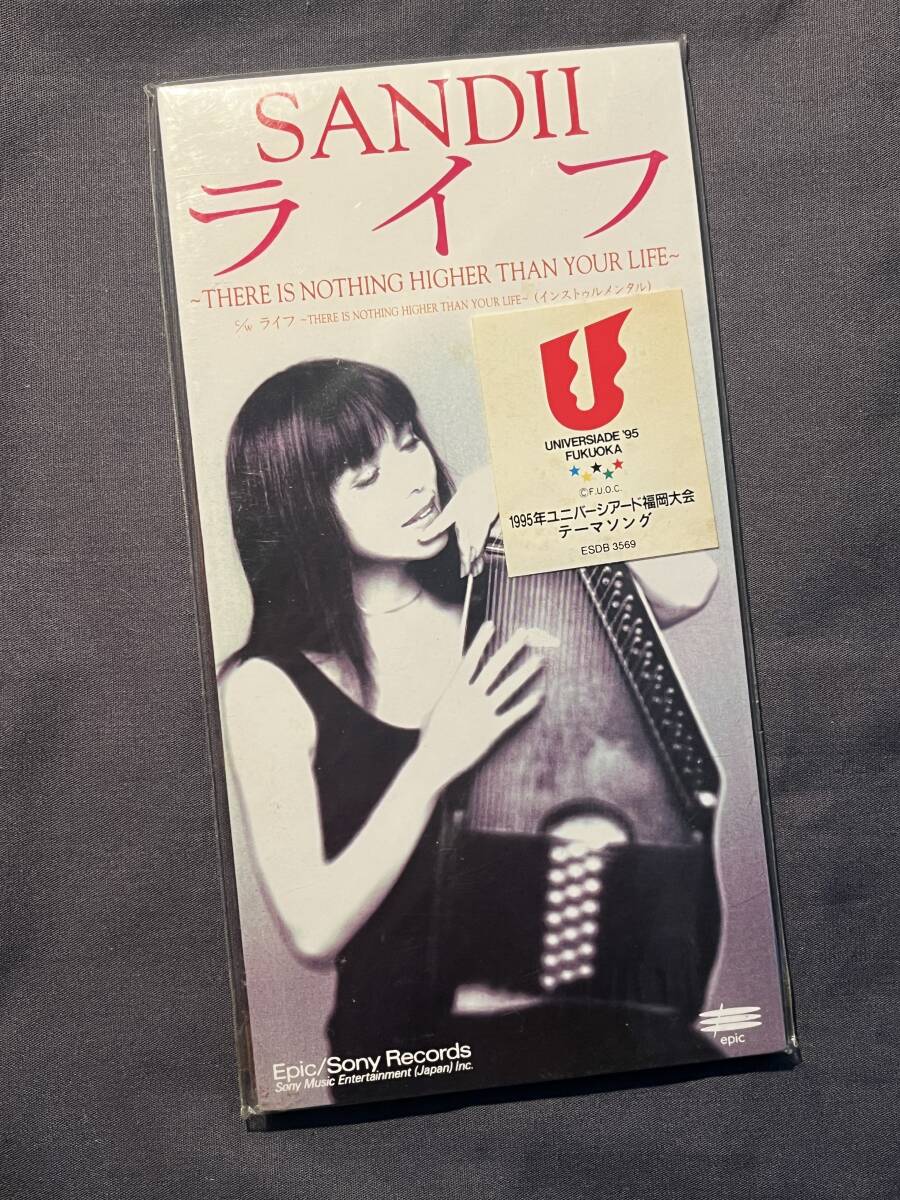 SANDII
ライフ
~THERE IS NOTHING HIGHER THAN YOUR LIFE~
c/w ライフ ~THERE IS NOTHING HIGHER THAN YOUR LIFE~ (インストゥルメンタル)
UNIVERSIADE '95
FUKUOKA
©F.U.O.C.
1995年ユニバーシアード福岡大会
テーマソング
ESDB 3569
Epic/Sony Records
Sony Music Entertainment (Japan) Inc.
epic